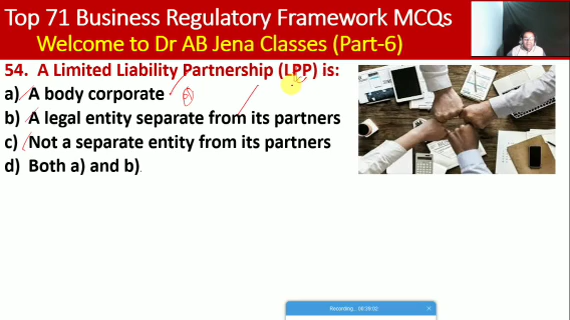 Top 71 Business Regulatory Framework MCQs
Welcome to Dr AB Jena Classes (Part-6)
54. A Limited Liability Partnership (LPP) is:
a) A body corporate
b) A legal entity separate from its partners
c) Not a separate entity from its partners
d) Both a) and b)